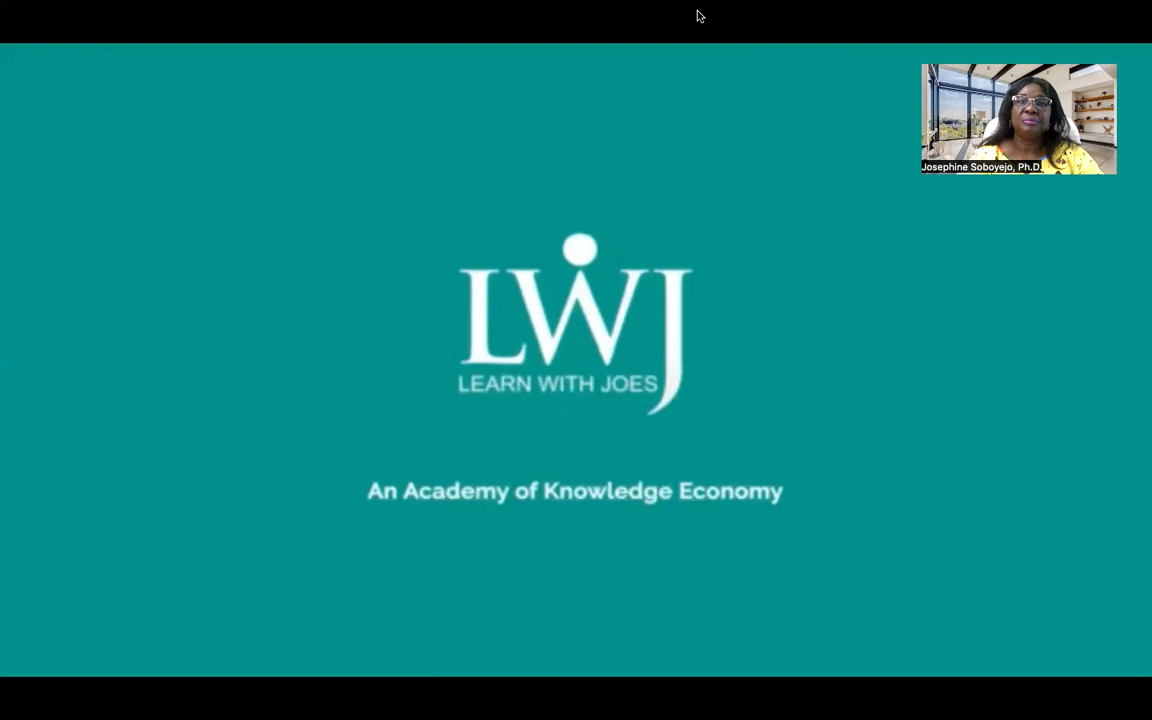 Josephine Soboyejo, Ph.D.
LWJ
LEARN WITH JOES
An Academy of Knowledge Economy